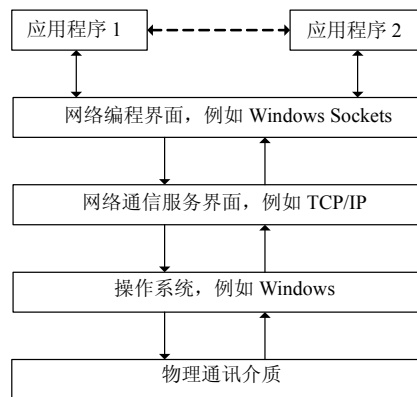 应用程序 1
应用程序 2
网络编程界面，例如 Windows Sockets
网络通信服务界面，例如 TCP/IP
操作系统，例如 Windows
物理通讯介质